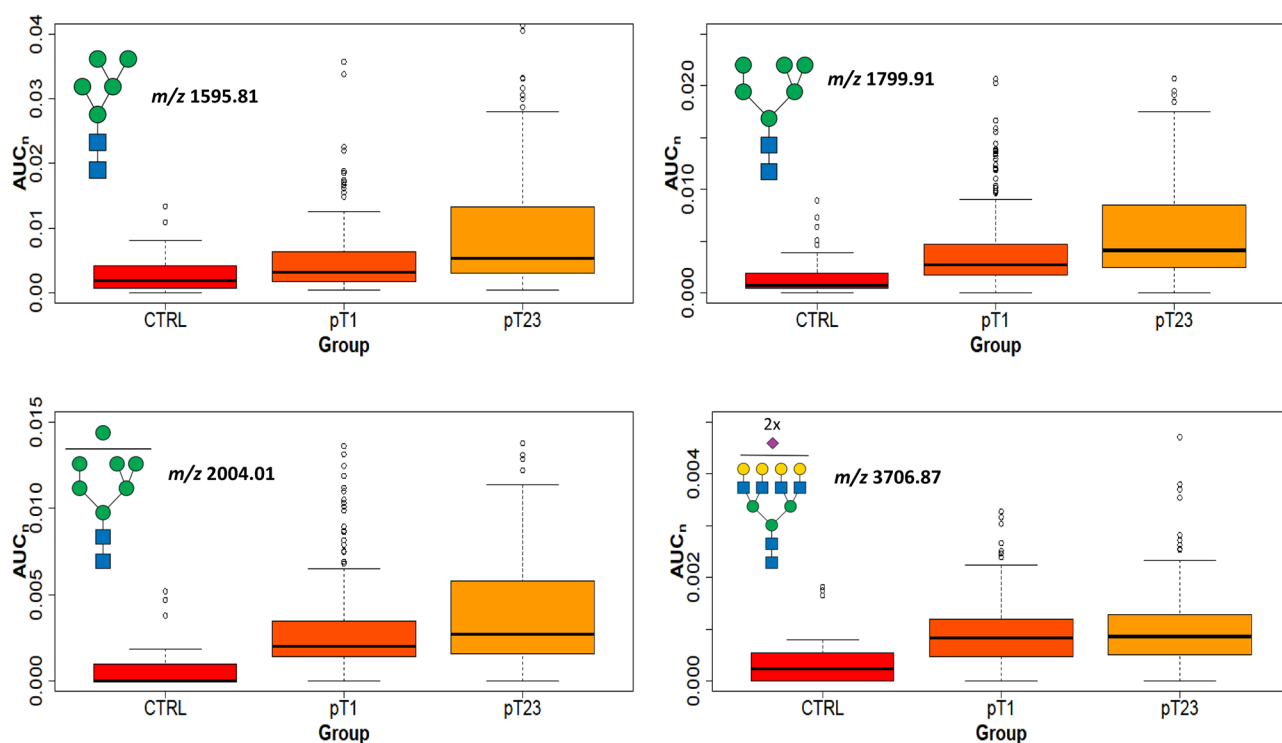 0.04
0.03
0.02
0.01
0.00
AUCn
m/z 1595.81
CTRL
pT1
pT23
Group
0.020
0.010
0.000
AUCn
m/z 1799.91
CTRL
pT1
pT23
Group
0.015
0.010
0.005
0.000
AUCn
m/z 2004.01
CTRL
pT1
pT23
Group
0.004
0.002
0.000
AUCn
2x
m/z 3706.87
CTRL
pT1
pT23
Group